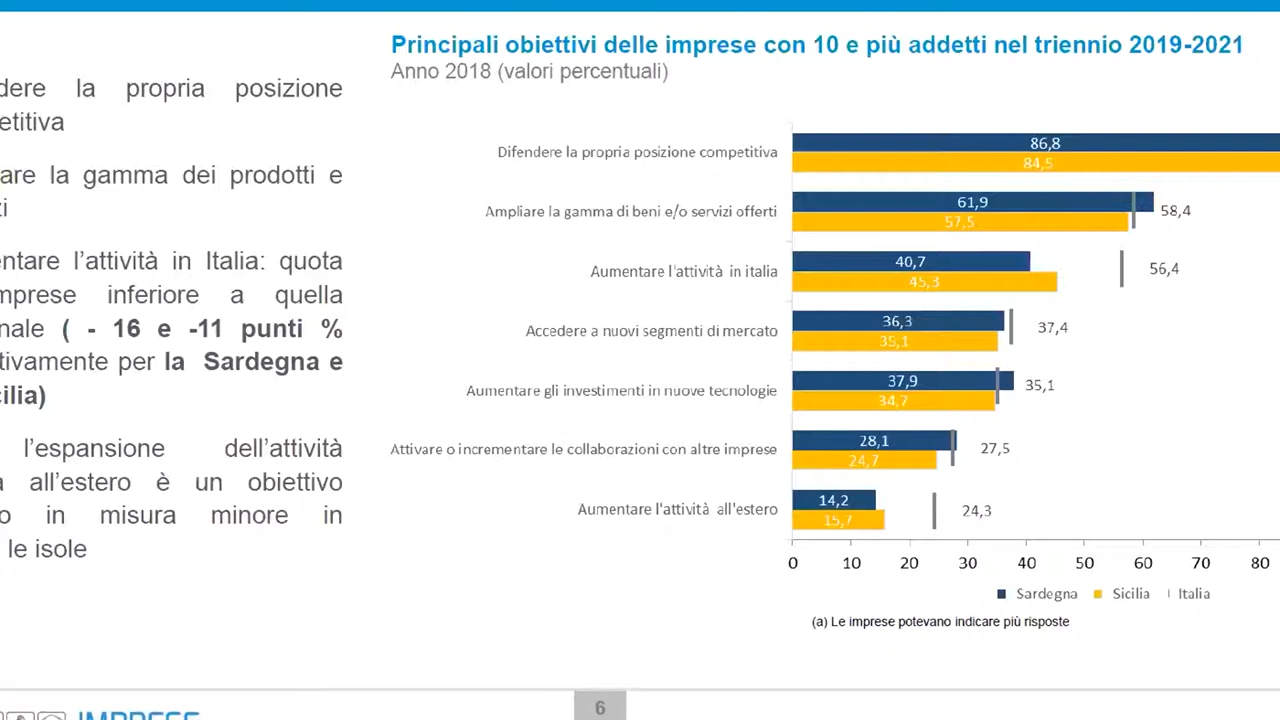 Principali obiettivi delle imprese con 10 e più addetti nel triennio 2019-2021
Anno 2018 (valori percentuali)
dere la propria posizione
etitiva
are la gamma dei prodotti e
zi
entare l'attività in Italia: quota
mprese inferiore a quella
nale ( - 16 e -11 punti %
tivamente per la Sardegna e
cilia)
l'espansione dell'attività
a all'estero è un obiettivo
o in misura minore in
le isole
Difendere la propria posizione competitiva
86,8
84,5
Ampliare la gamma di beni e/o servizi offerti
61,9
57,5
58,4
Aumentare l'attività in italia
40,7
45,3
56,4
Accedere a nuovi segmenti di mercato
36,3
35,1
37,4
Aumentare gli investimenti in nuove tecnologie
37,9
34,7
35,1
Attivare o incrementare le collaborazioni con altre imprese
28,1
24,7
27,5
Aumentare l'attività all'estero
14,2
15,7
24,3
0 10 20 30 40 50 60 70 80
Sardegna Sicilia Italia
(a) Le imprese potevano indicare più risposte
6
IMPRESE